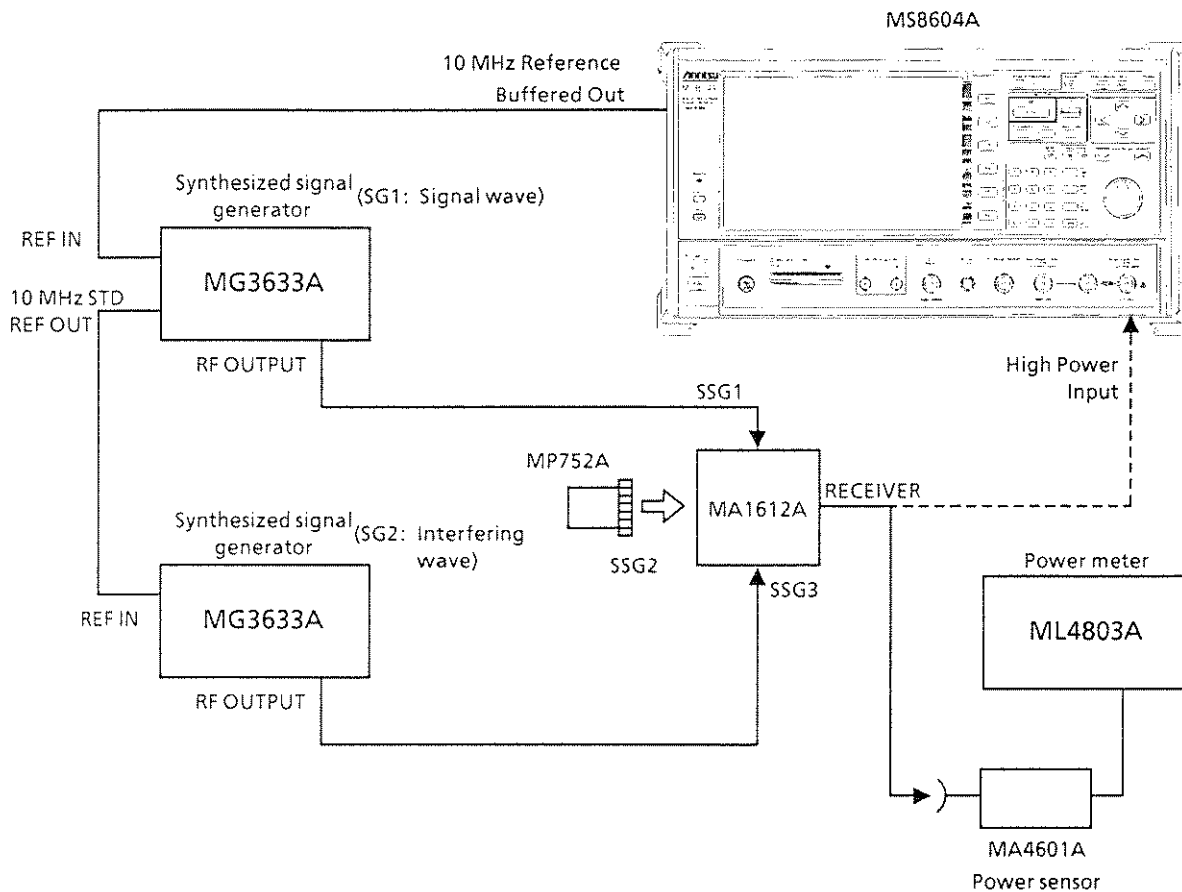 MS8604A
10 MHz Reference
Buffered Out
Anritsu
Synthesized signal
generator
(SG1: Signal wave)
REF IN
MG3633A
10 MHz STD
REF OUT
RF OUTPUT
High Power
Input
SSG1
MP752A
MA1612A
RECEIVER
Synthesized signal
generator
(SG2: Interfering
wave)
SSG2
SSG3
Power meter
REF IN
MG3633A
ML4803A
RF OUTPUT
MA4601A
Power sensor